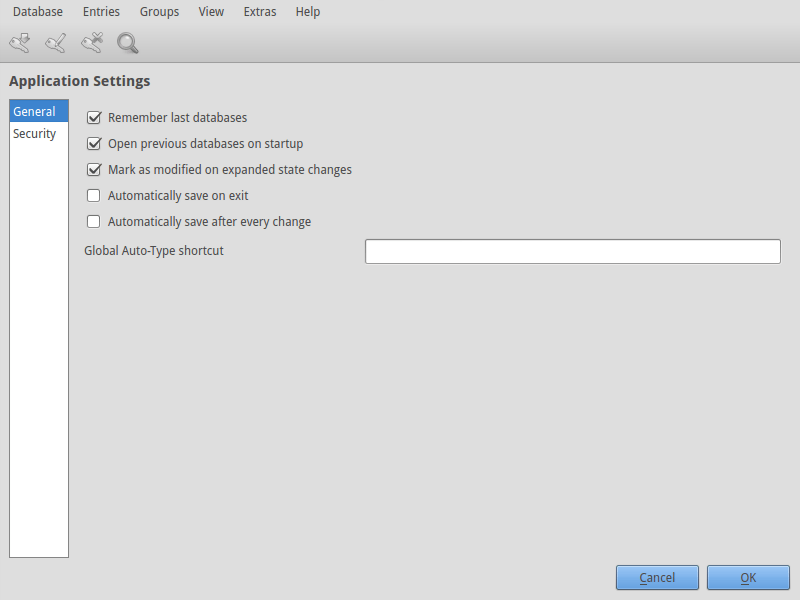 Database Entries Groups View Extras Help
Application Settings
General
Security
Remember last databases
Open previous databases on startup
Mark as modified on expanded state changes
Automatically save on exit
Automatically save after every change
Global Auto-Type shortcut
Cancel OK